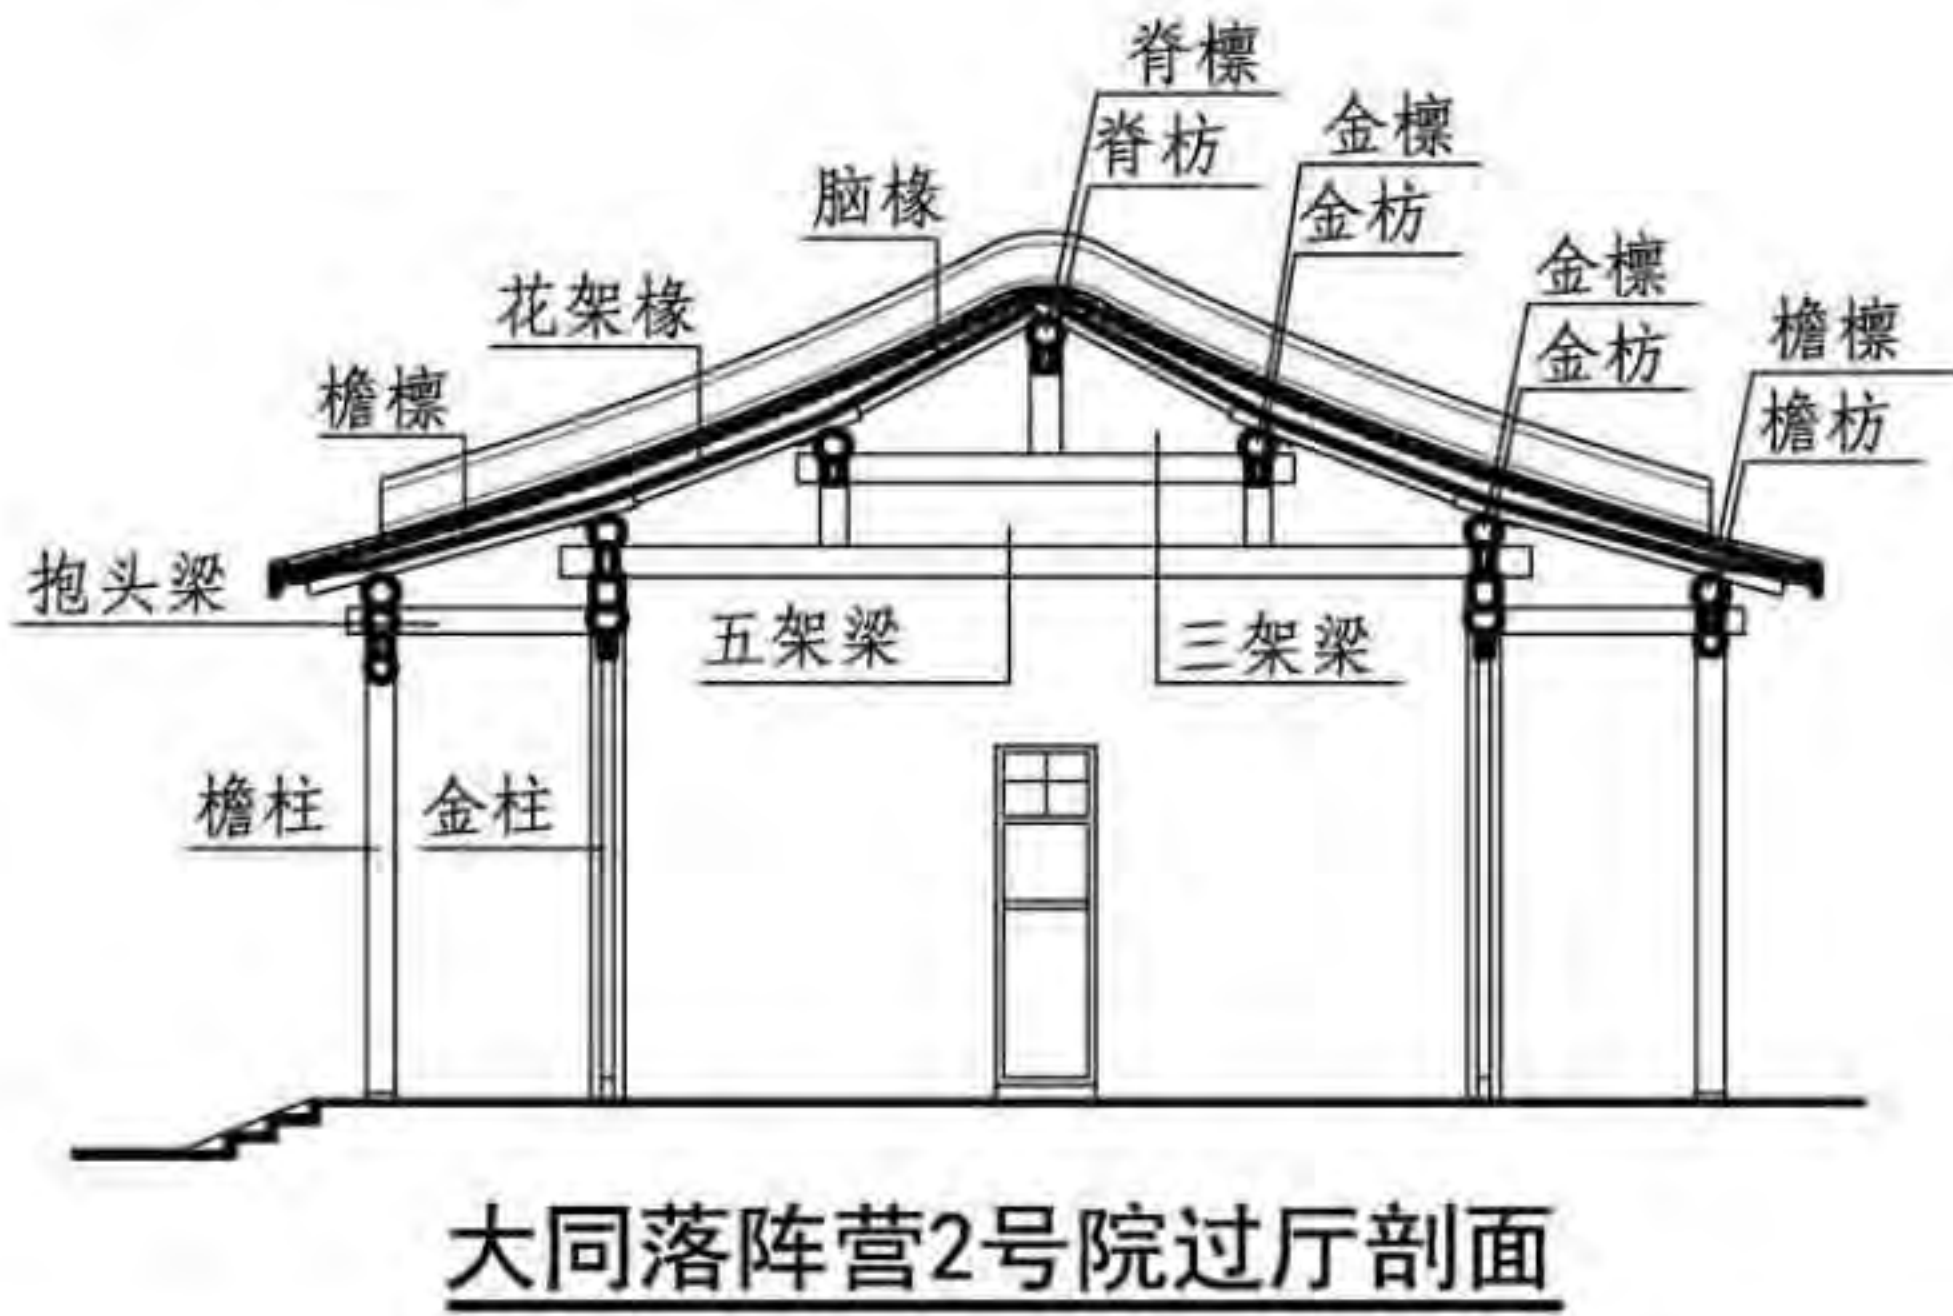 脊檩
脊枋
金檩
金枋
脑椽
金檩
金枋
花架椽
檐檩
檐枋
檐檩
抱头梁
五架梁
三架梁
檐柱
金柱
大同落阵营2号院过厅剖面